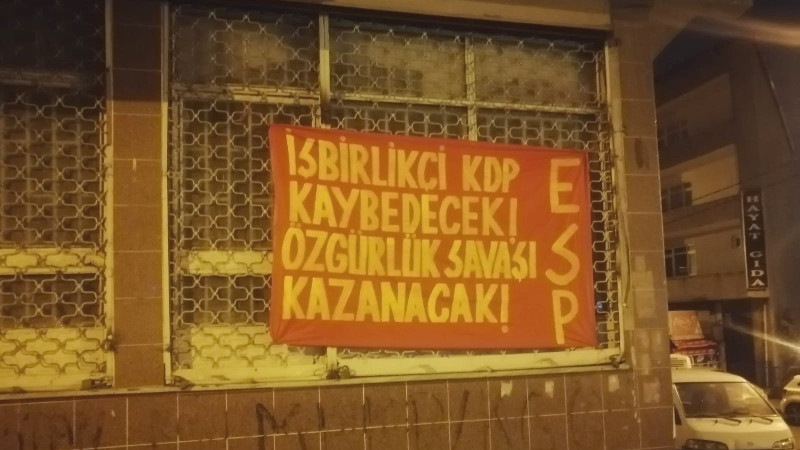 İŞBİRLİKÇİ KDP
KAYBEDECEK!
ÖZGÜRLÜK SAVAŞI
KAZANACAK!
ESP
HAYAT GIDA